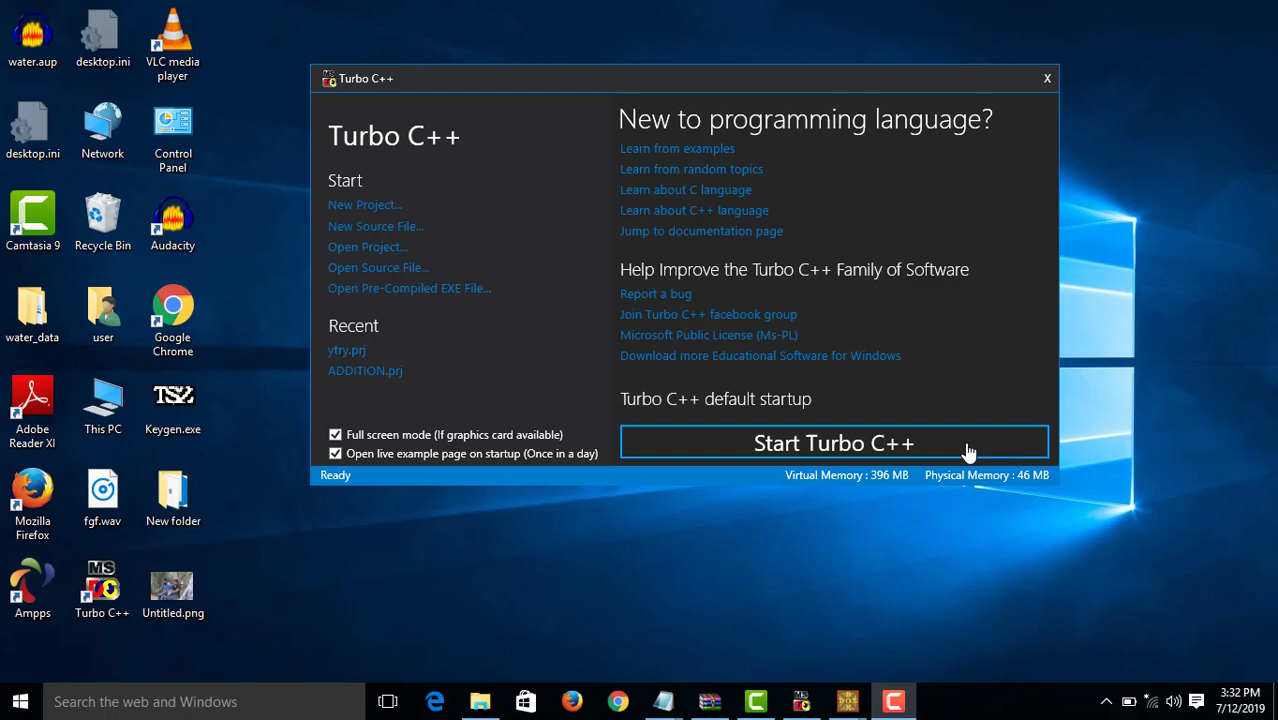 water.aup
desktop.ini
VLC media
player
desktop.ini
Network
Control
Panel
Camtasia 9
Recycle Bin
Audacity
water_data
user
Google
Chrome
Adobe
Reader XI
This PC
Keygen.exe
Mozilla
Firefox
fgf.wav
New folder
Ampps
MS
Turbo C++
Untitled.png
Turbo C++
X
Turbo C++
Start
New Project...
New Source File...
Open Project...
Open Source File...
Open Pre-Compiled EXE File...
Recent
ytry.prj
ADDITION.prj
Full screen mode (If graphics card available)
Open live example page on startup (Once in a day)
New to programming language?
Learn from examples
Learn from random topics
Learn about C language
Learn about C++ language
Jump to documentation page
Help Improve the Turbo C++ Family of Software
Report a bug
Join Turbo C++ facebook group
Microsoft Public License (Ms-PL)
Download more Educational Software for Windows
Turbo C++ default startup
Start Turbo C++
Ready
Virtual Memory : 396 MB
Physical Memory : 46 MB
Search the web and Windows
3:32 PM
7/12/2019